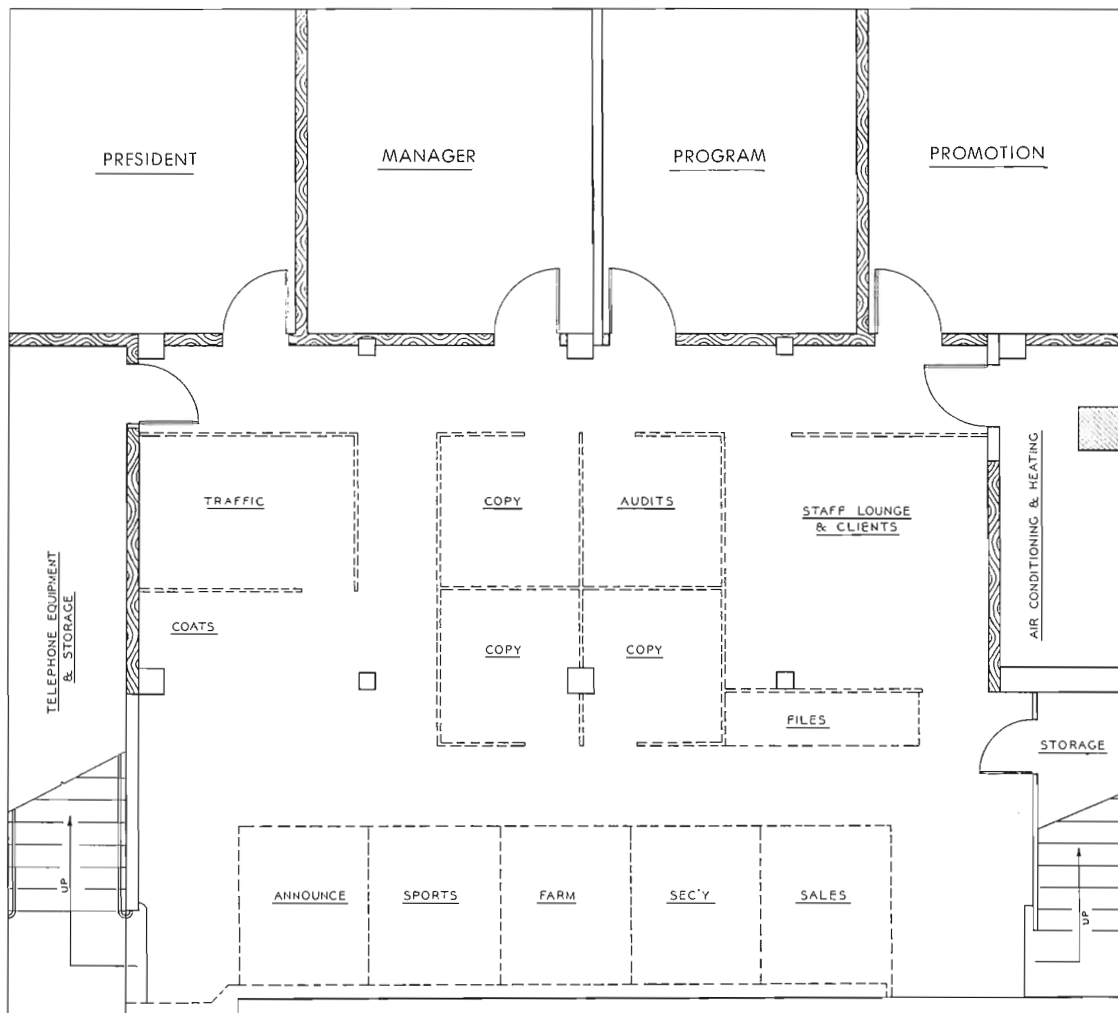 PRESIDENT
MANAGER
PROGRAM
PROMOTION
TRAFFIC
COPY
AUDITS
STAFF LOUNGE
& CLIENTS
AIR CONDITIONING & HEATING
TELEPHONE EQUIPMENT
& STORAGE
COATS
COPY
COPY
FILES
STORAGE
UP
ANNOUNCE
SPORTS
FARM
SEC'Y
SALES
UP